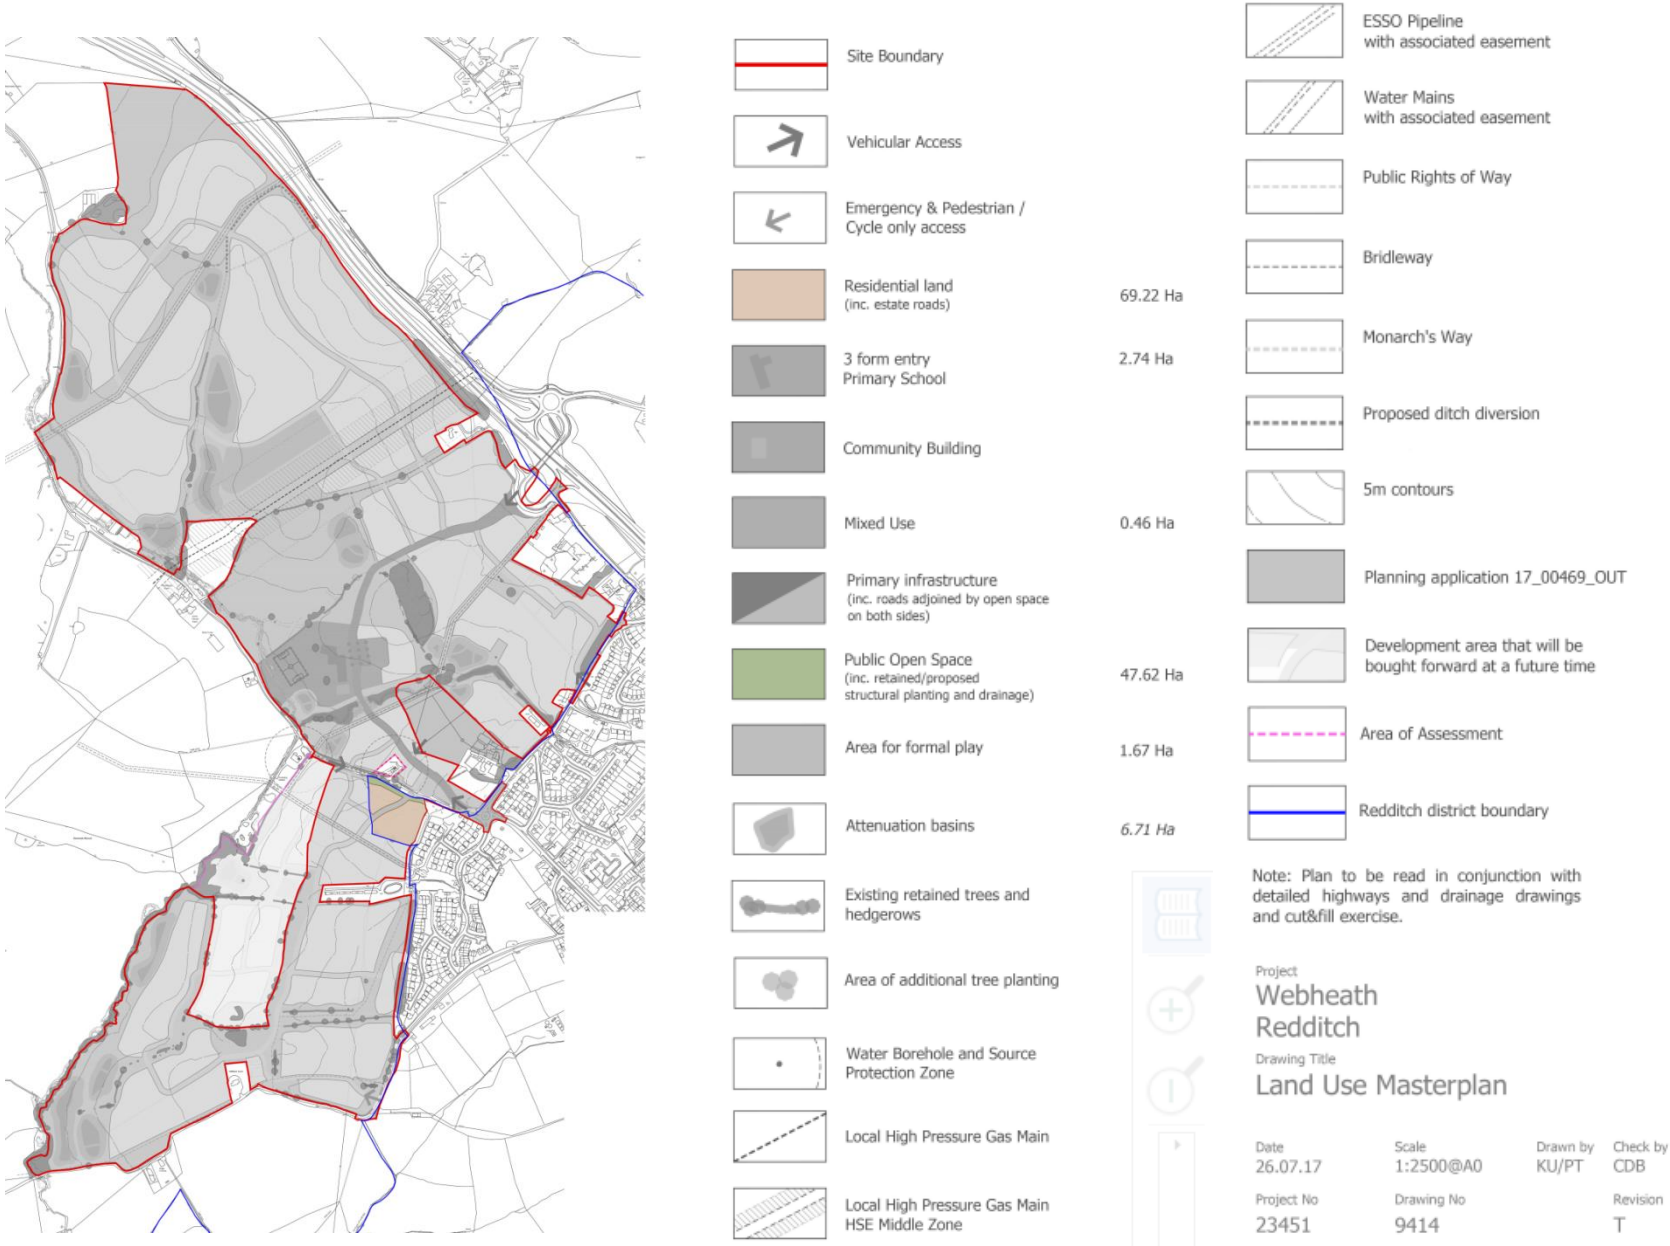 Site Boundary
Vehicular Access
Emergency & Pedestrian /
Cycle only access
Residential land
(inc. estate roads)
69.22 Ha
3 form entry
Primary School
2.74 Ha
Community Building
Mixed Use
0.46 Ha
Primary infrastructure
(inc. roads adjoined by open space
on both sides)
Public Open Space
(inc. retained/proposed
structural planting and drainage)
47.62 Ha
Area for formal play
1.67 Ha
Attenuation basins
6.71 Ha
Existing retained trees and
hedgerows
Area of additional tree planting
Water Borehole and Source
Protection Zone
Local High Pressure Gas Main
Local High Pressure Gas Main
HSE Middle Zone
ESSO Pipeline
with associated easement
Water Mains
with associated easement
Public Rights of Way
Bridleway
Monarch's Way
Proposed ditch diversion
5m contours
Planning application 17_00469_OUT
Development area that will be
bought forward at a future time
Area of Assessment
Redditch district boundary
Note: Plan to be read in conjunction with
detailed highways and drainage drawings
and cut&fill exercise.
Project
Webheath
Redditch
Drawing Title
Land Use Masterplan
Date
26.07.17
Scale
1:2500@A0
Drawn by
KU/PT
Check by
CDB
Project No
23451
Drawing No
9414
Revision
T